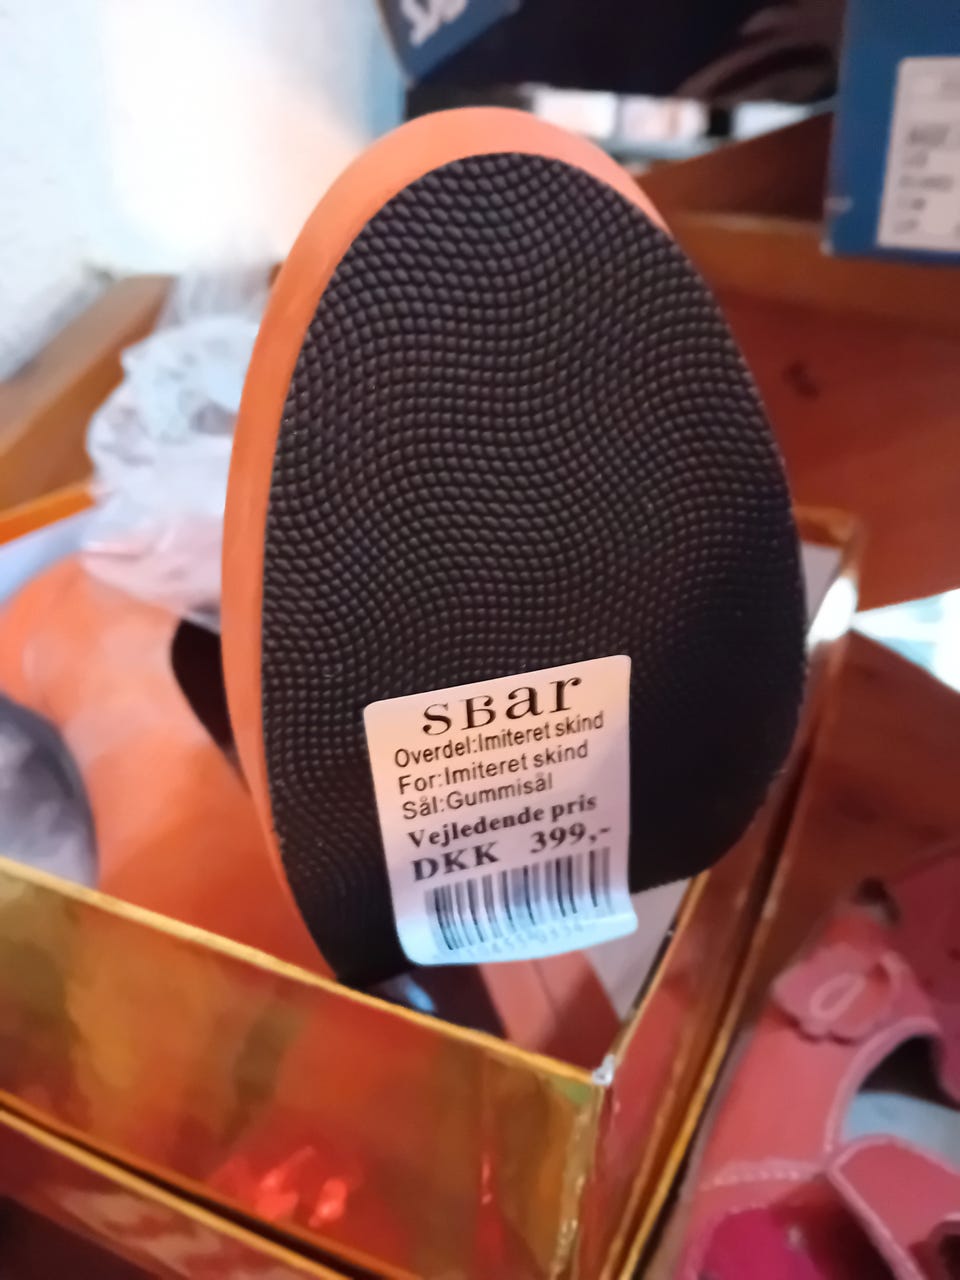 sBar
Overdel:Imiteret skind
For:Imiteret skind
Sål:Gummisål
Vejledende pris
DKK 399,-